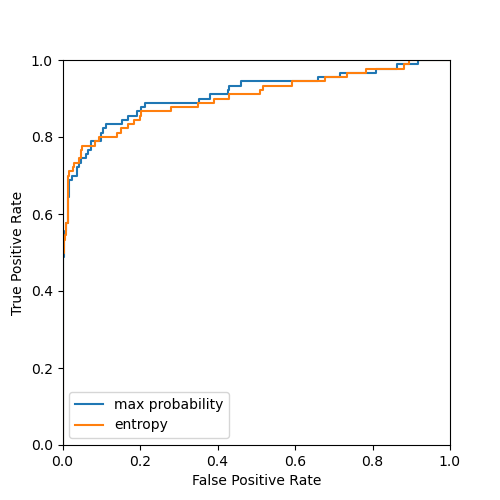 1.0
0.8
0.6
0.4
0.2
0.0
True Positive Rate
max probability
entropy
0.0 0.2 0.4 0.6 0.8 1.0
False Positive Rate